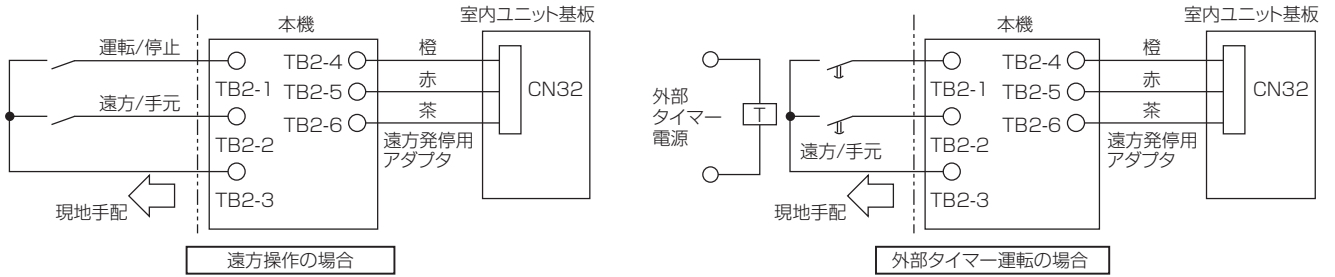 本機
室内ユニット基板
運転/停止
TB2-4
橙
TB2-1
TB2-5
赤
CN32
遠方/手元
TB2-6
茶
TB2-2
遠方発停用
アダプタ
TB2-3
現地手配
遠方操作の場合
本機
室内ユニット基板
TB2-4
橙
外部
タイマー
電源
T
TB2-1
TB2-5
赤
CN32
TB2-6
茶
遠方/手元
TB2-2
遠方発停用
アダプタ
TB2-3
現地手配
外部タイマー運転の場合